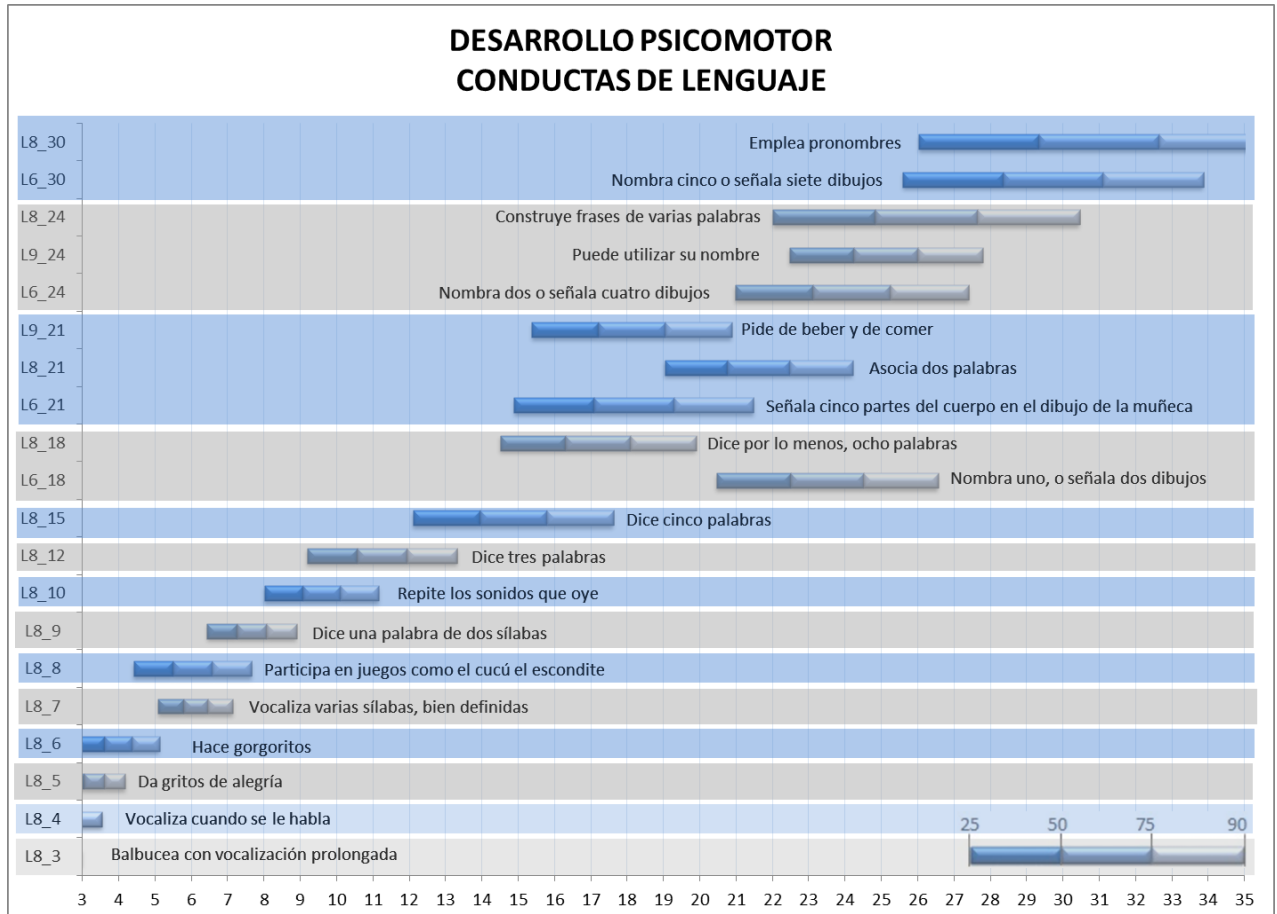 DESARROLLO PSICOMOTOR
CONDUCTAS DE LENGUAJE
L8_30 Emplea pronombres
L6_30 Nombra cinco o señala siete dibujos
L8_24 Construye frases de varias palabras
L9_24 Puede utilizar su nombre
L6_24 Nombra dos o señala cuatro dibujos
L9_21 Pide de beber y de comer
L8_21 Asocia dos palabras
L6_21 Señala cinco partes del cuerpo en el dibujo de la muñeca
L8_18 Dice por lo menos, ocho palabras
L6_18 Nombra uno, o señala dos dibujos
L8_15 Dice cinco palabras
L8_12 Dice tres palabras
L8_10 Repite los sonidos que oye
L8_9 Dice una palabra de dos sílabas
L8_8 Participa en juegos como el cucú el escondite
L8_7 Vocaliza varias sílabas, bien definidas
L8_6 Hace gorgoritos
L8_5 Da gritos de alegría
L8_4 Vocaliza cuando se le habla
25 50 75 90
L8_3 Balbucea con vocalización prolongada
3 4 5 6 7 8 9 10 11 12 13 14 15 16 17 18 19 20 21 22 23 24 25 26 27 28 29 30 31 32 33 34 35